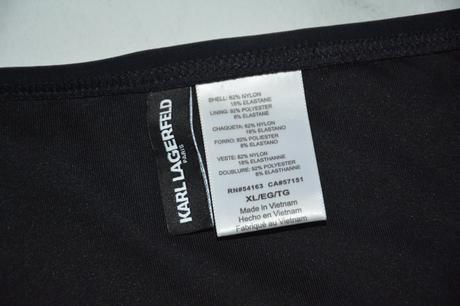 KARL LAGERFELD
PARIS
SHELL: 82% NYLON
18% ELASTANE
LINING: 92% POLYESTER
8% ELASTANE
CHAQUETA: 82% NYLON
18% ELASTANO
FORRO: 92% POLYESTER
8% ELASTANO
VESTE: 82% NYLON
18% ELASTHANNE
DOUBLURE: 92% POLYESTER
8% ELASTHANNE
RN#54163 CA#57151
XL/EG/TG
Made in Vietnam
Hecho en Vietnam
Fabriqué au Vietnam